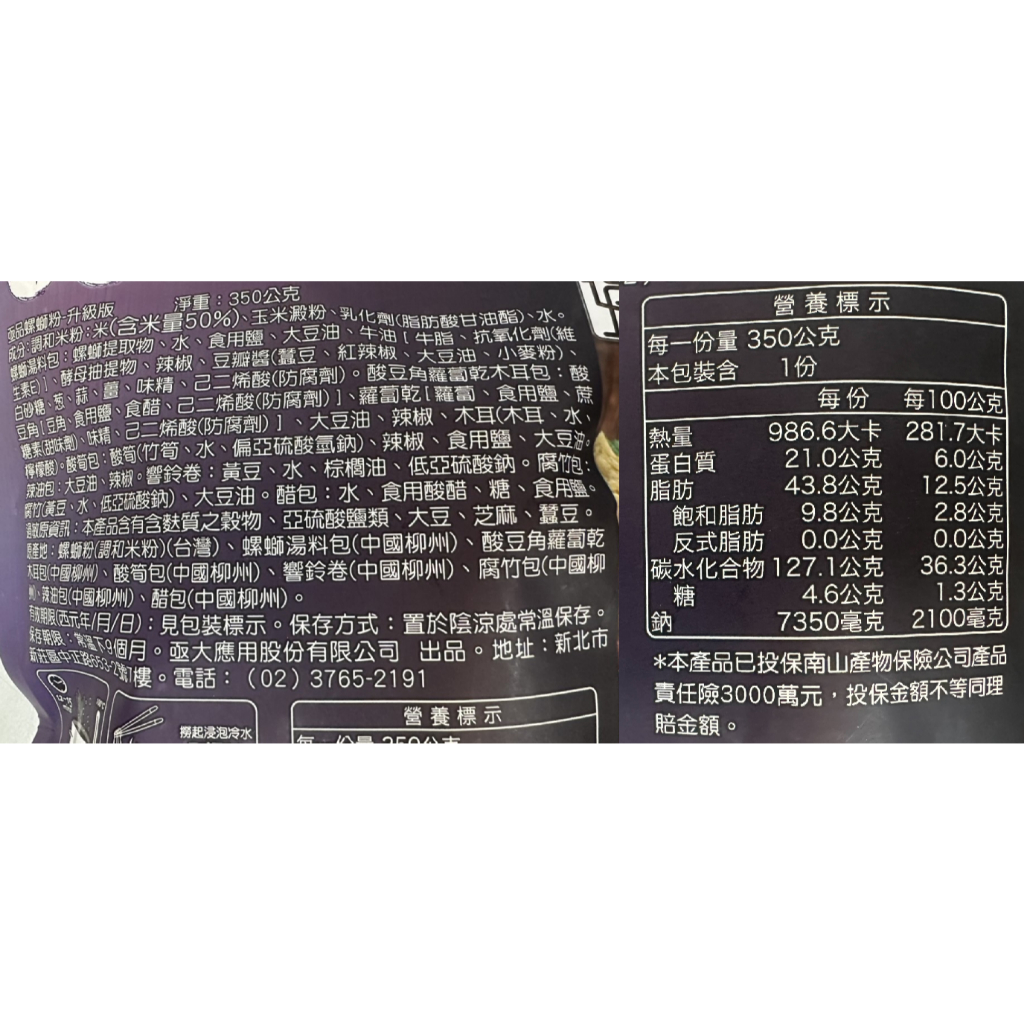 品螺螄粉-升級版 淨重：350公克
成分：調和米粉：米(含米量50%)、玉米澱粉、乳化劑(脂肪酸甘油酯)、水。
螺螄湯料包：螺螄提取物、水、食用鹽、大豆油、牛油[牛脂、抗氧化劑(維
生素E)]、酵母抽提物、辣椒、豆瓣醬(蠶豆、紅辣椒、大豆油、小麥粉)、
白砂糖、蔥、蒜、薑、味精、己二烯酸(防腐劑)。酸豆角蘿蔔乾木耳包：酸
豆角[豆角、食用鹽、食醋、己二烯酸(防腐劑)]、蘿蔔乾[蘿蔔、食用鹽、蔗
糖素(甜味劑)、味精、己二烯酸(防腐劑)]、大豆油、辣椒、木耳(木耳、水、
檸檬酸)。酸筍包：酸筍(竹筍、水、偏亞硫酸氫鈉)、辣椒、食用鹽、大豆油。
辣油包：大豆油、辣椒。響鈴卷：黃豆、水、棕櫚油、低亞硫酸鈉。腐竹包：
腐竹(黃豆、水、低亞硫酸鈉)、大豆油。醋包：水、食用酸醋、糖、食用鹽。
過敏原資訊：本產品含有含麩質之穀物、亞硫酸鹽類、大豆、芝麻、蠶豆。
原產地：螺螄粉(調和米粉)(台灣)、螺螄湯料包(中國柳州)、酸豆角蘿蔔乾
木耳包(中國柳州)、酸筍包(中國柳州)、響鈴卷(中國柳州)、腐竹包(中國柳
州)、辣油包(中國柳州)、醋包(中國柳州)。
有效期限(西元年/月/日)：見包裝標示。保存方式：置於陰涼處常溫保存。
保存期限：常溫下9個月。亟大應用股份有限公司 出品。地址：新北市
新莊區中正路653-2號1樓。電話：（02）3765-2191
撈起浸泡冷水
營養標示
每一份量 350公克
營養標示
每一份量 350公克
本包裝含 1份
每份 每100公克
熱量 986.6大卡 281.7大卡
蛋白質 21.0公克 6.0公克
脂肪 43.8公克 12.5公克
飽和脂肪 9.8公克 2.8公克
反式脂肪 0.0公克 0.0公克
碳水化合物 127.1公克 36.3公克
糖 4.6公克 1.3公克
鈉 7350毫克 2100毫克
*本產品已投保南山產物保險公司產品
責任險3000萬元，投保金額不等同理
賠金額。